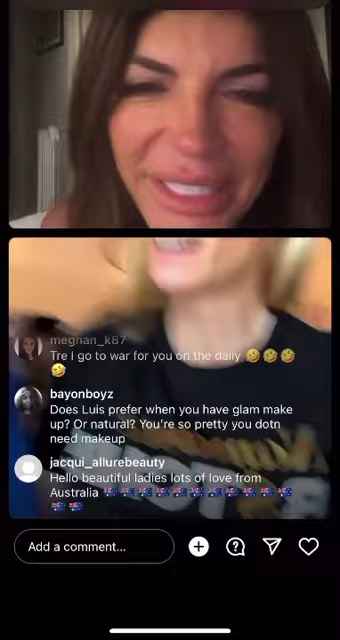 meghan_k87
Tre I go to war for you on the daily 🤣🤣🤣
🤣
bayonboyz
Does Luis prefer when you have glam make
up? Or natural? You're so pretty you dotn
need makeup
jacqui_allurebeauty
Hello beautiful ladies lots of love from
Australia 🇦🇺🇦🇺🇦🇺🇦🇺🇦🇺🇦🇺🇦🇺🇦🇺🇦🇺🇦🇺
🇦🇺🇦🇺
Add a comment...